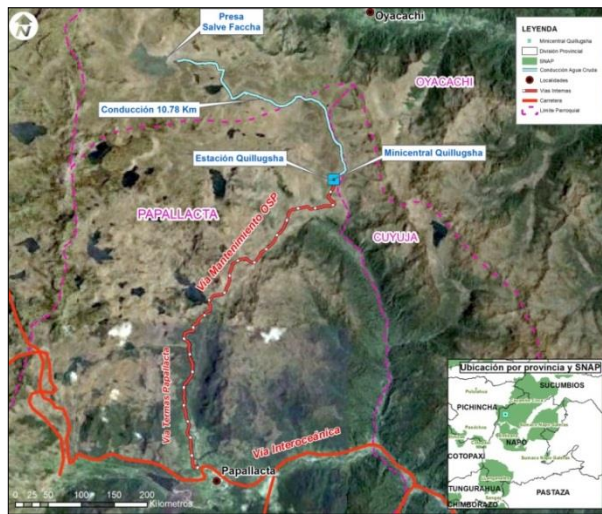 N
Oyacachi
Presa
Salve Faccha
OYACACHI
Conducción 10.78 Km
Estación Quillugsha
Minicentral Quillugsha
PAPALLACTA
CUYUJA
Vía Mantenimiento OSP
Vía Termas Papallacta
Vía Interoceánica
Papallacta
0 25 50 100 150 200
Kilometros
LEYENDA
Minicentral Quillugsha
División Provincial
SNAP
Conducción Agua Cruda
Localidades
Vias Internas
Carretera
Limite Parroquial
Ubicación por provincia y SNAP
SUCUMBIOS
PICHINCHA
NAPO
COTOPAXI
TUNGURAHUA
PASTAZA
CHIMBORAZO